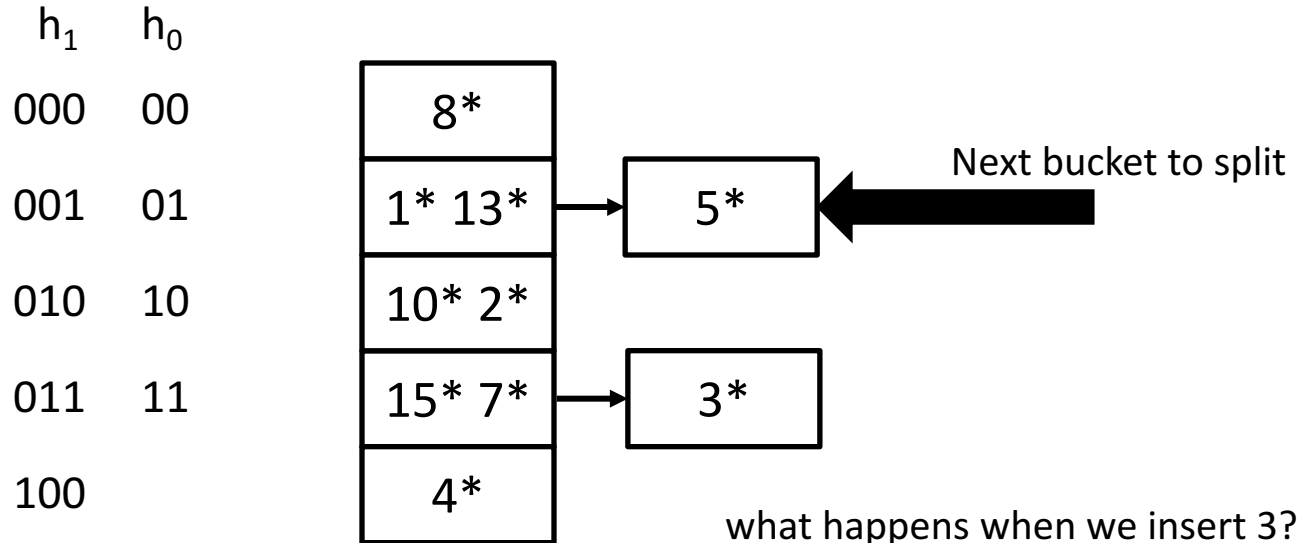 h₁ h₀
000 00 8*
Next bucket to split
001 01 1* 13* 5*
010 10 10* 2*
011 11 15* 7* 3*
100 4*
what happens when we insert 3?